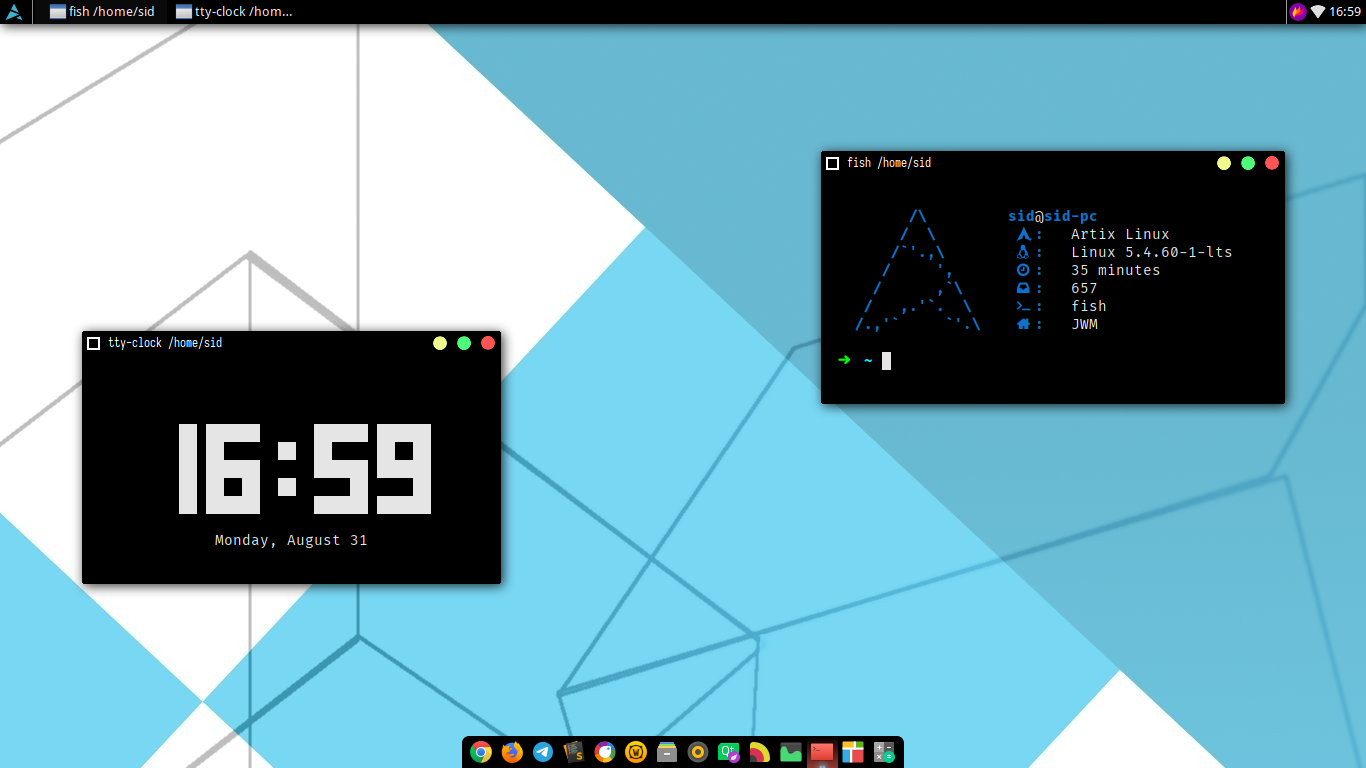 fish /home/sid
tty-clock /hom...
16:59
fish /home/sid
sid@sid-pc
: Artix Linux
: Linux 5.4.60-1-lts
: 35 minutes
: 657
: fish
: JWM
➜ ~
tty-clock /home/sid
16:59
Monday, August 31